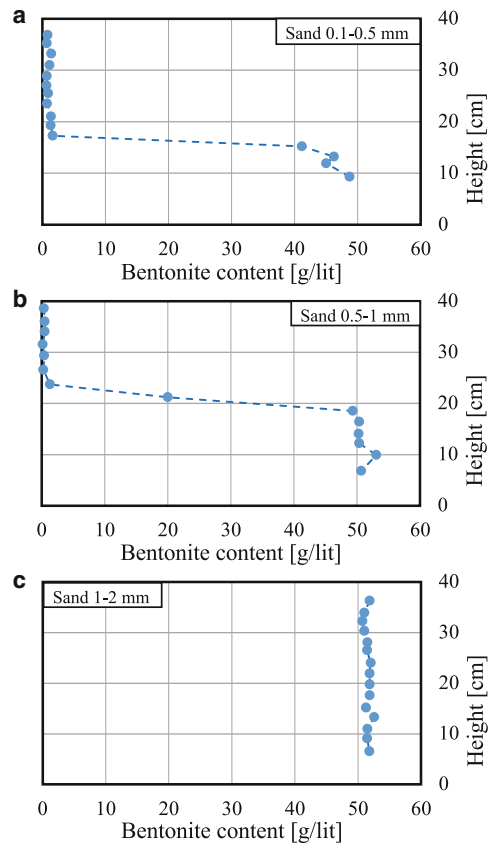 a
Sand 0.1-0.5 mm
40
30
20
10
0
Height [cm]
0 10 20 30 40 50 60
Bentonite content [g/lit]
b
Sand 0.5-1 mm
40
30
20
10
0
Height [cm]
0 10 20 30 40 50 60
Bentonite content [g/lit]
c
Sand 1-2 mm
40
30
20
10
0
Height [cm]
0 10 20 30 40 50 60
Bentonite content [g/lit]